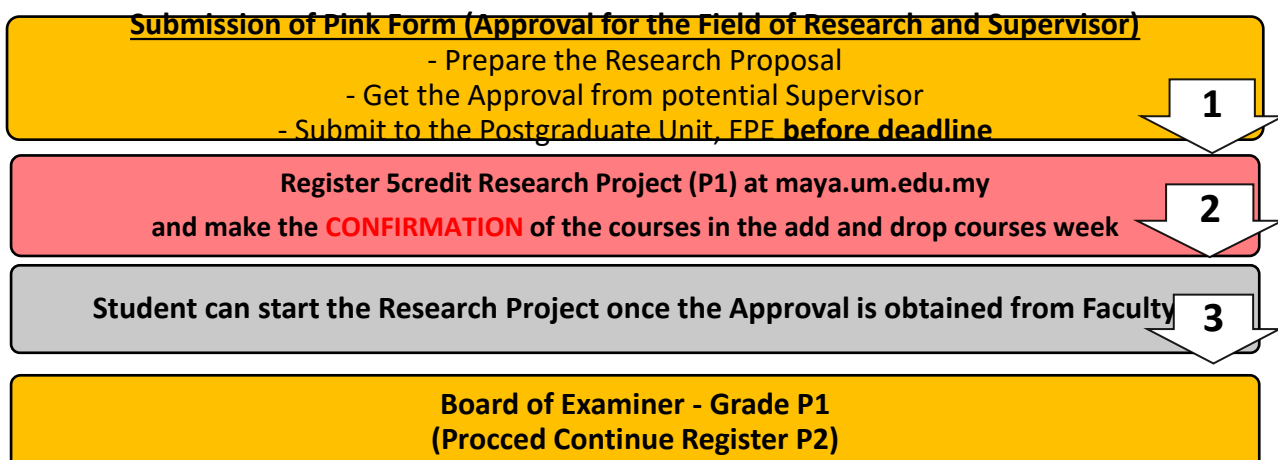 Submission of Pink Form (Approval for the Field of Research and Supervisor)
- Prepare the Research Proposal
- Get the Approval from potential Supervisor
- Submit to the Postgraduate Unit, FPE before deadline
1
Register 5credit Research Project (P1) at maya.um.edu.my
and make the CONFIRMATION of the courses in the add and drop courses week
2
Student can start the Research Project once the Approval is obtained from Faculty
3
Board of Examiner - Grade P1
(Procced Continue Register P2)